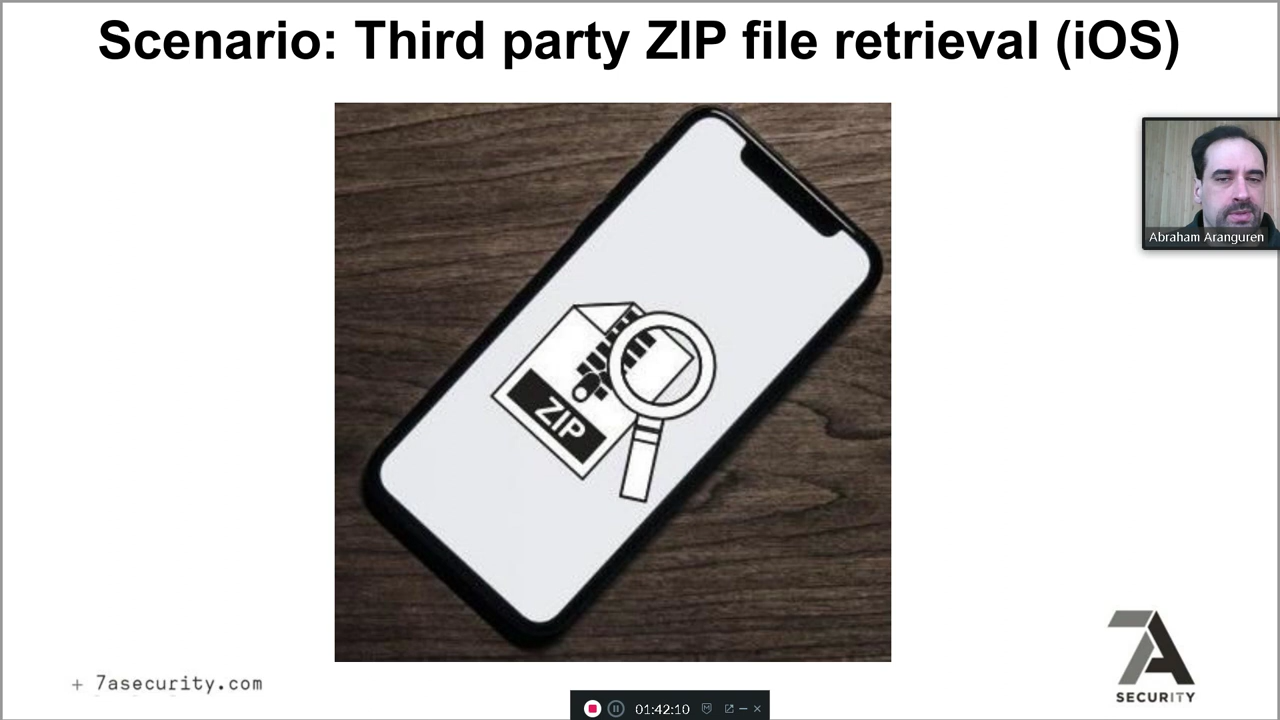 Scenario: Third party ZIP file retrieval (iOS)
Abraham Aranguren
ZIP
+ 7asecurity.com
7A
SECURITY
01:42:10